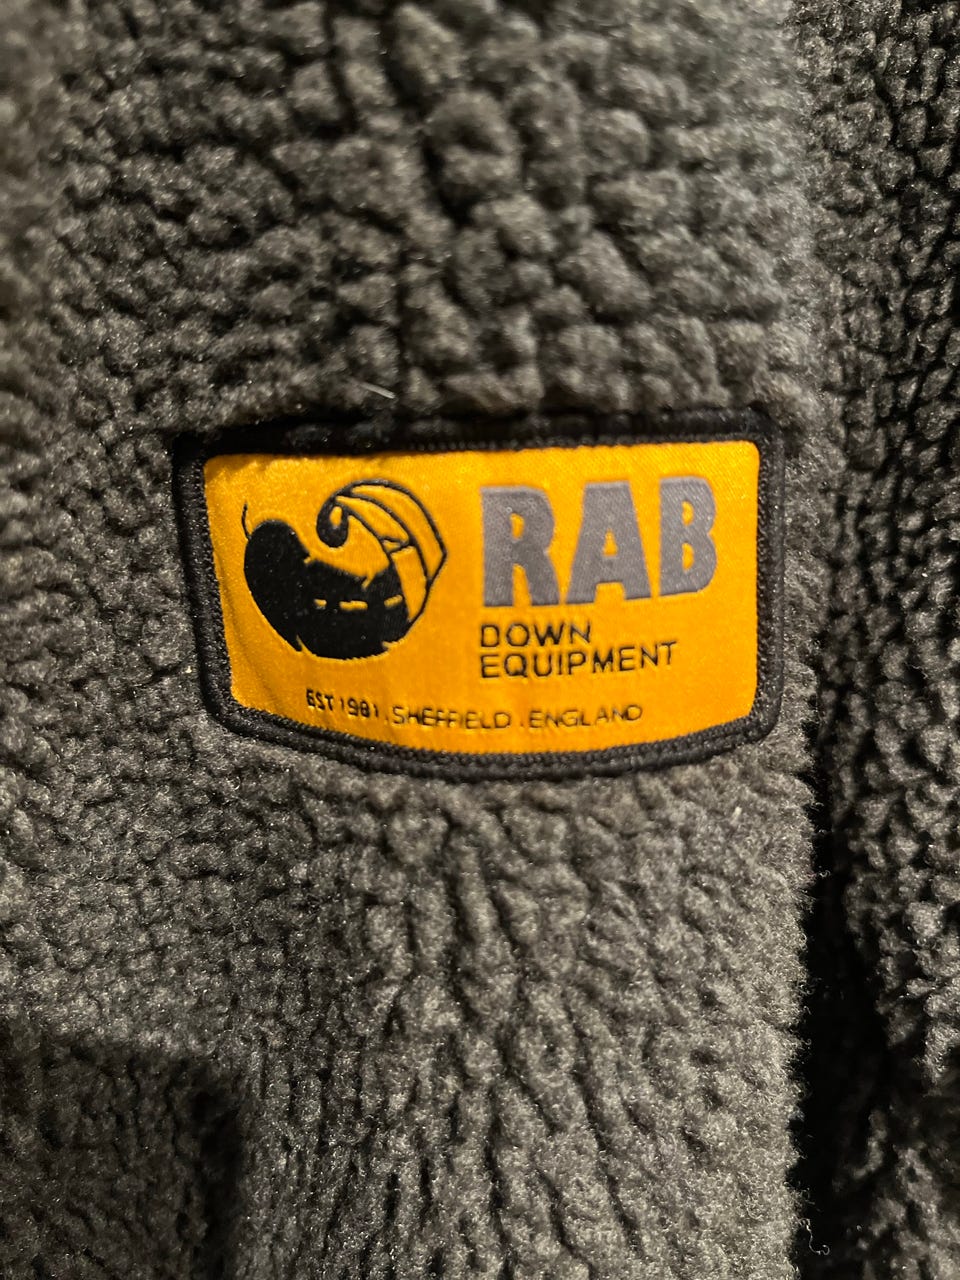 RAB
DOWN
EQUIPMENT
EST 1981 . SHEFFIELD . ENGLAND